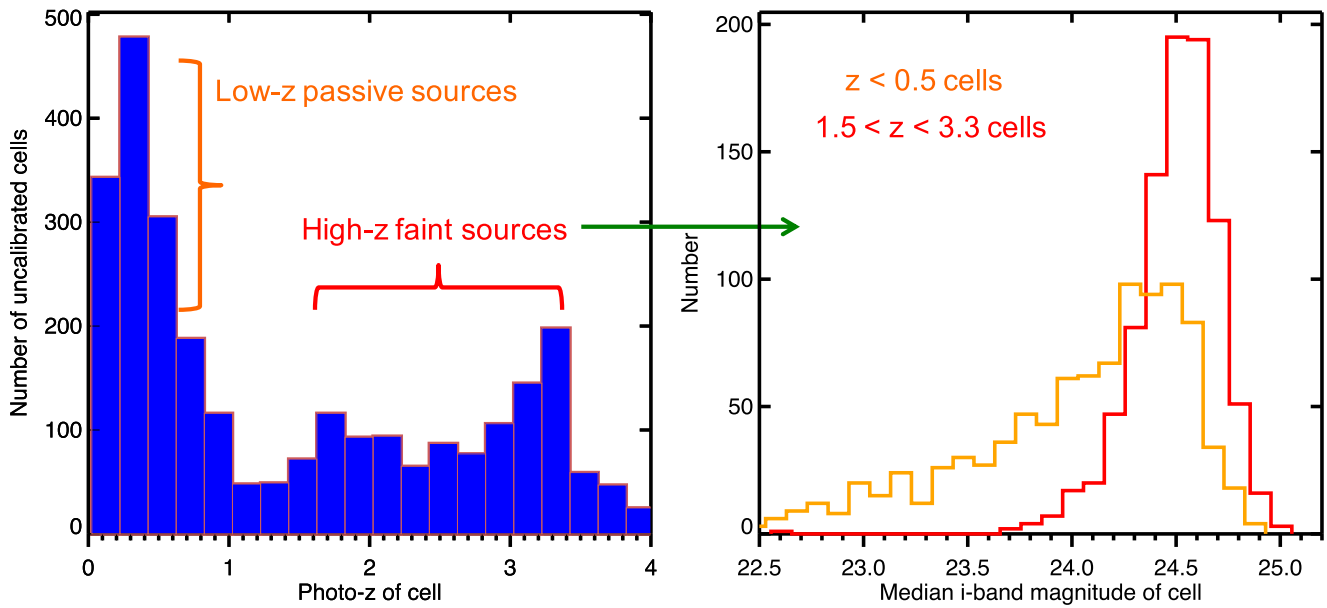 500
400
300
200
100
0
Number of uncalibrated cells
Low-z passive sources
High-z faint sources
0
1
2
3
4
Photo-z of cell
200
150
100
50
0
Number
z < 0.5 cells
1.5 < z < 3.3 cells
22.5
23.0
23.5
24.0
24.5
25.0
Median i-band magnitude of cell